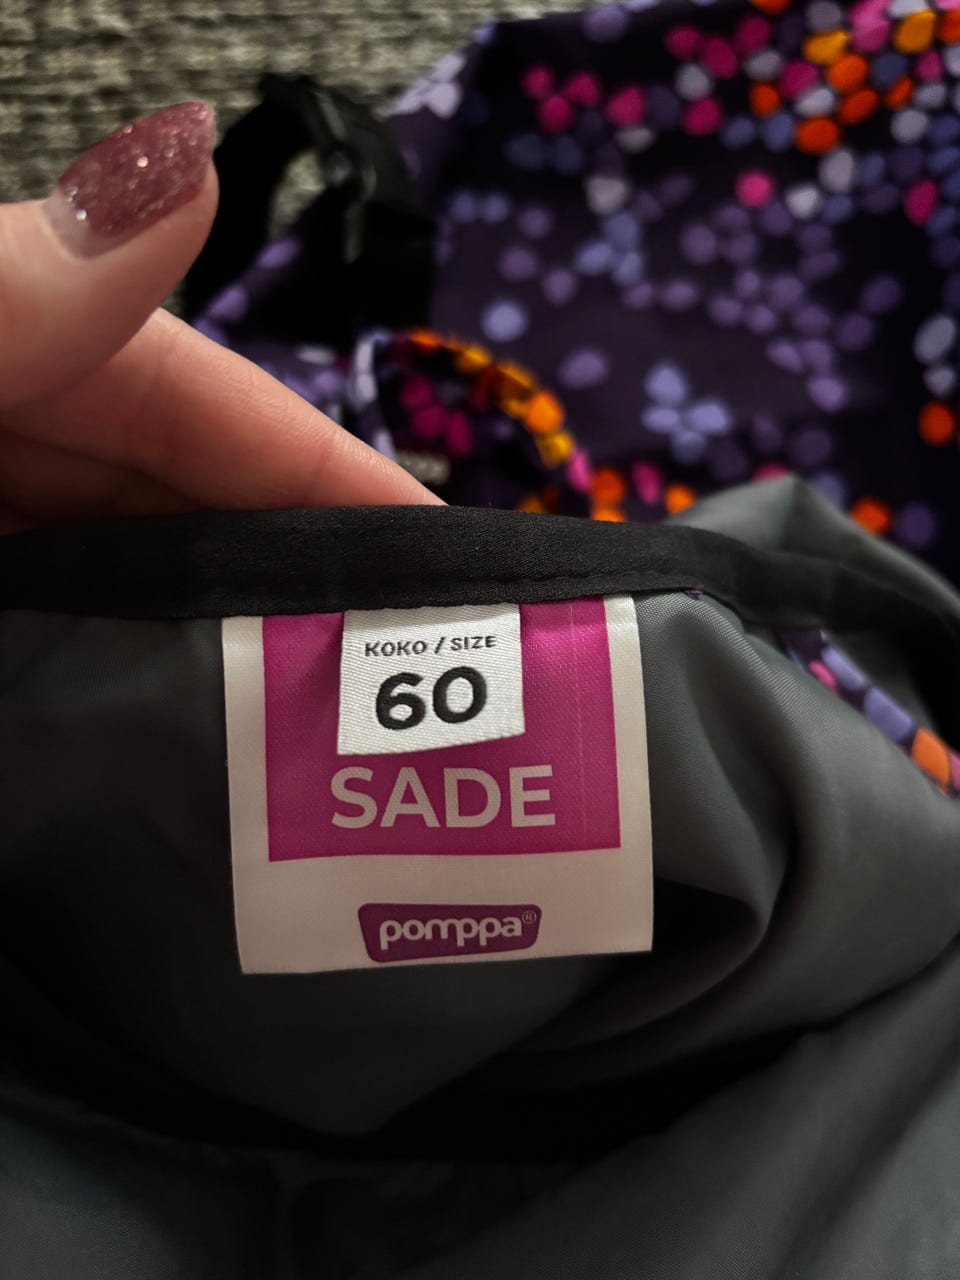 KOKO / SIZE
60
SADE
pomppa®